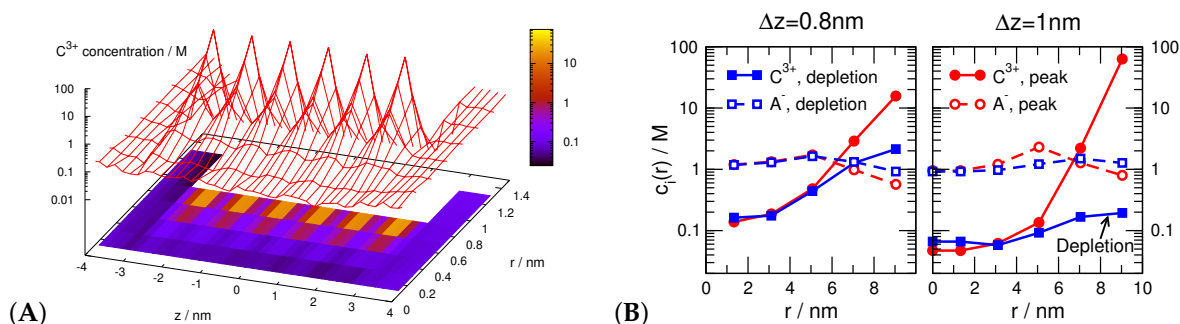 C³⁺ concentration / M
100
10
1
0.1
0.01
-4
-3
-2
-1
0
1
2
3
4
z / nm
0
0.2
0.4
0.6
0.8
1
1.2
1.4
r / nm
10
1
0.1
(A)
Δz=0.8nm
Δz=1nm
100
10
1
0.1
cᵢ(r) / M
C³⁺, depletion
A⁻, depletion
C³⁺, peak
A⁻, peak
Depletion
100
10
1
0.1
0 2 4 6 8 0 2 4 6 8 10
r / nm
r / nm
(B)